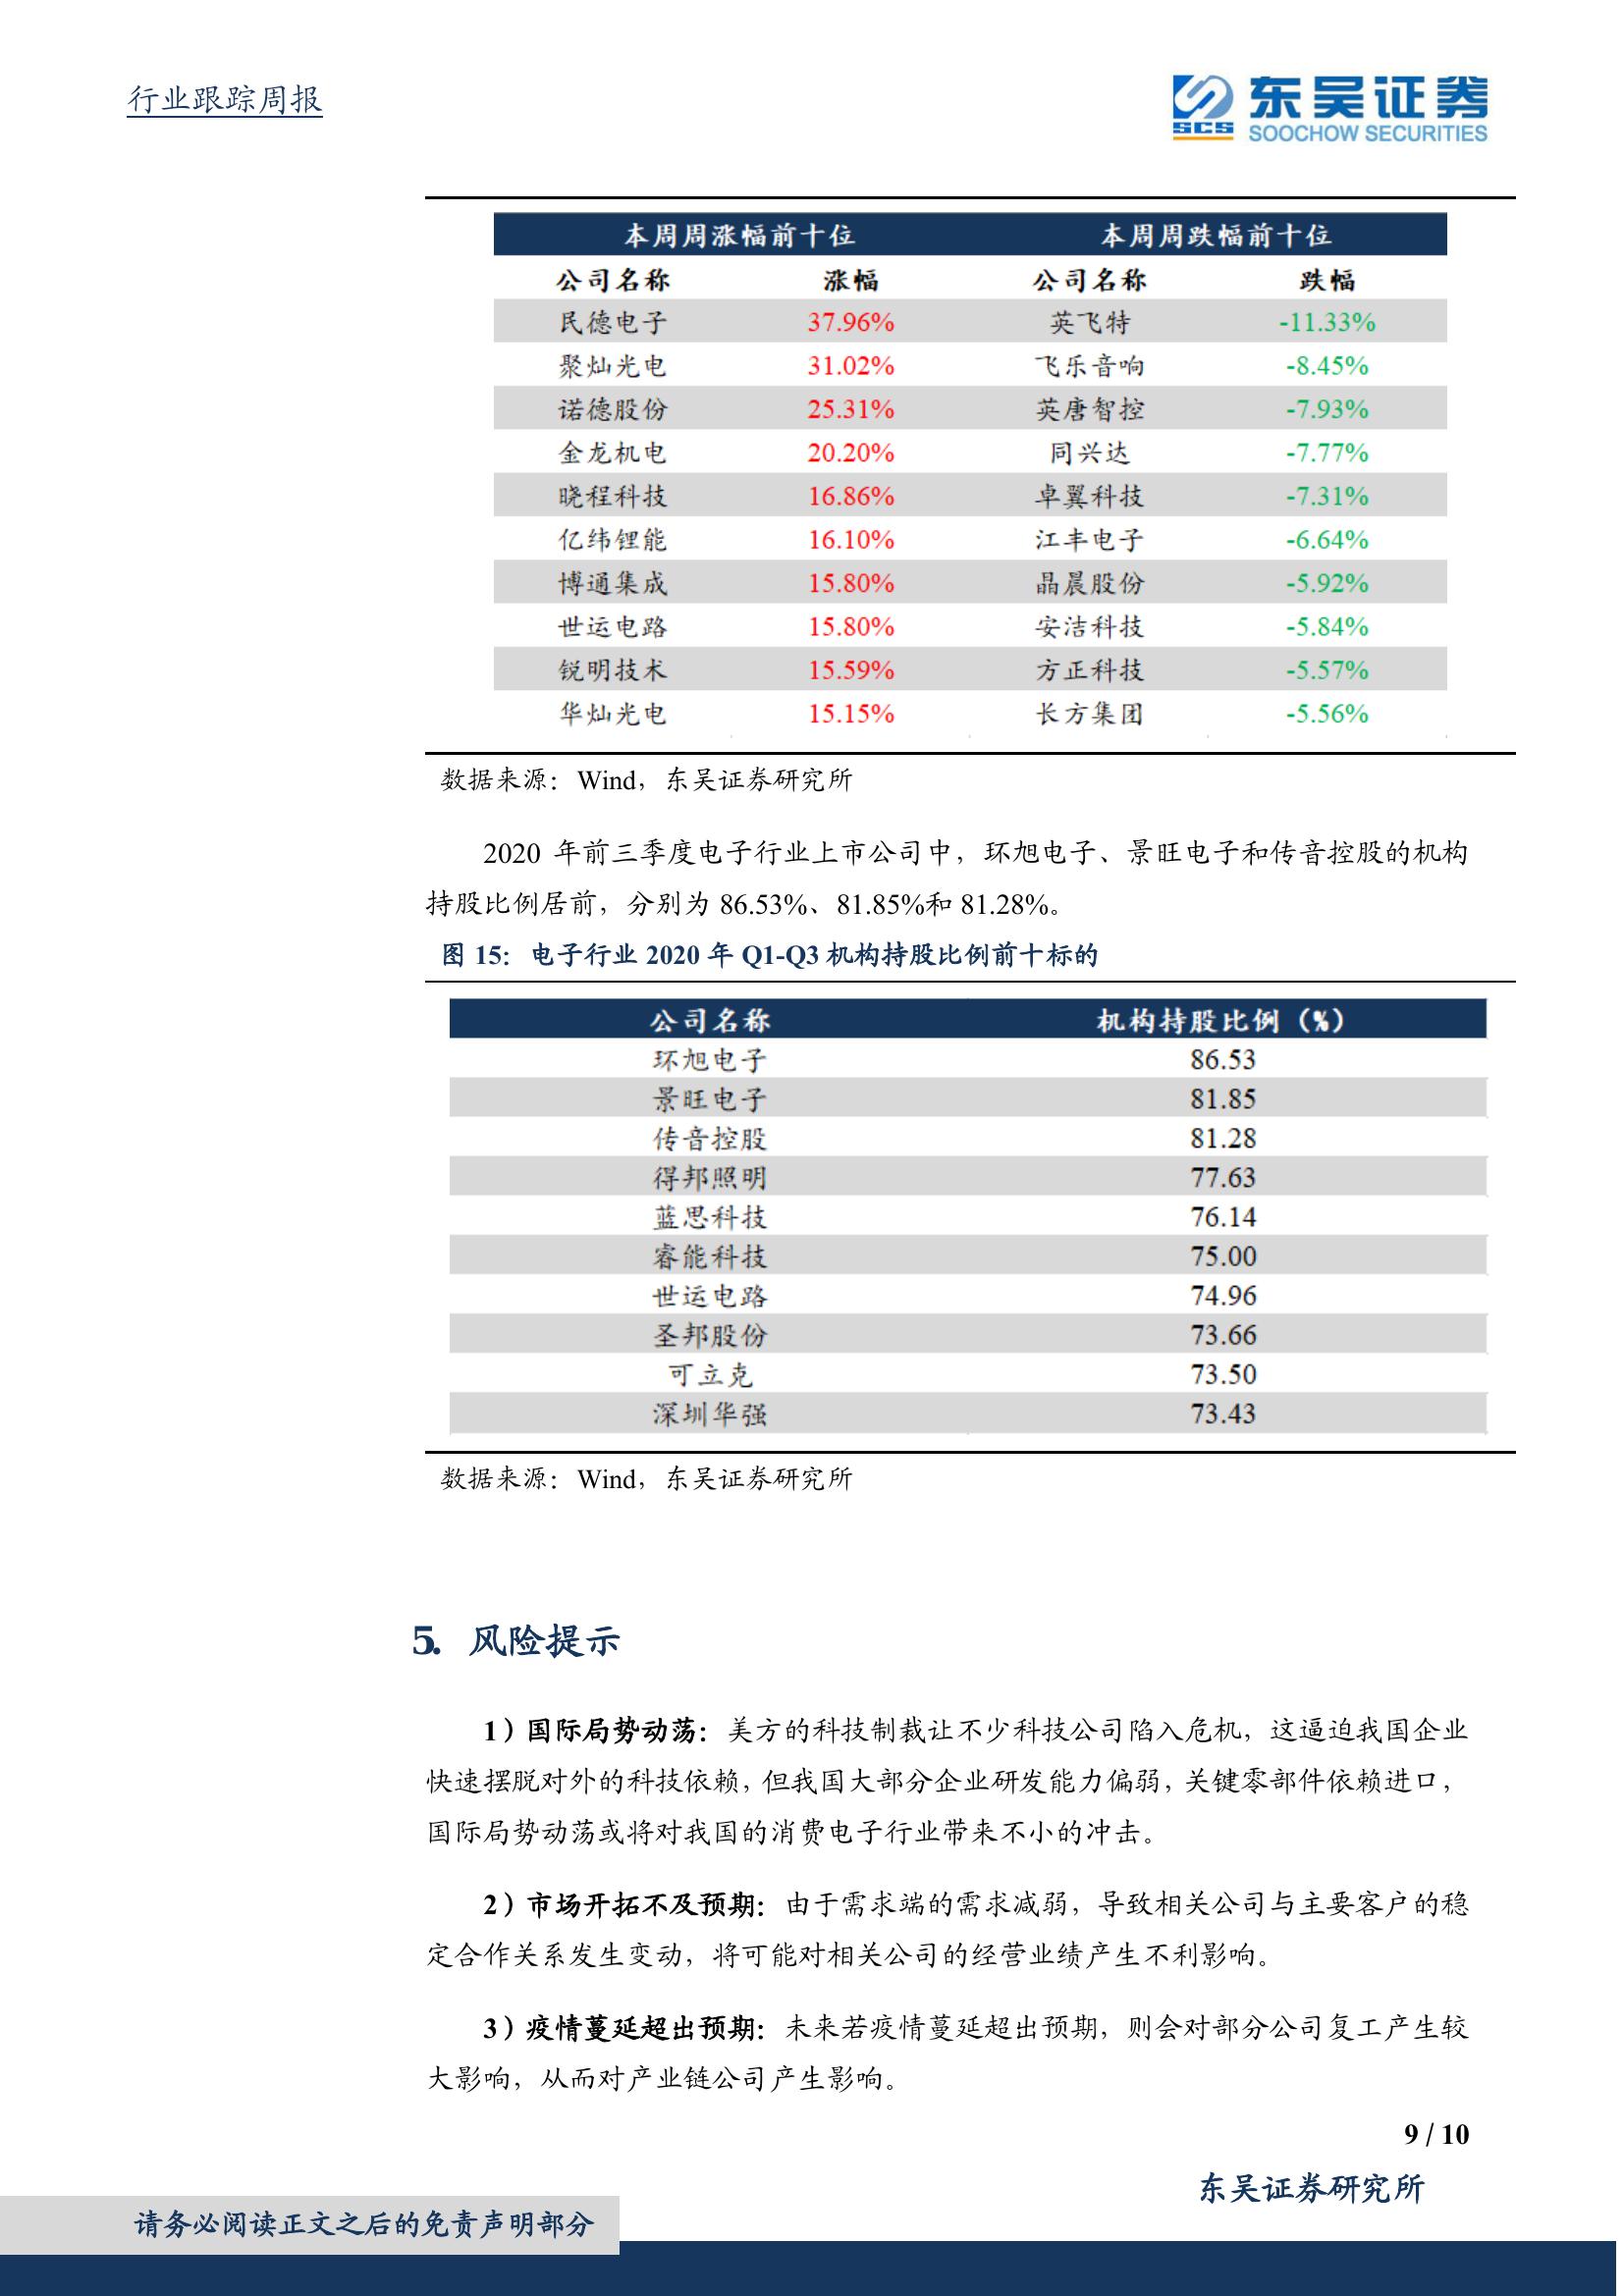 行业跟踪周报
SCS 东吴证券
SOOCHOW SECURITIES
本周周涨幅前十位 本周周跌幅前十位
公司名称 涨幅 公司名称 跌幅
民德电子 37.96% 英飞特 -11.33%
聚灿光电 31.02% 飞乐音响 -8.45%
诺德股份 25.31% 英唐智控 -7.93%
金龙机电 20.20% 同兴达 -7.77%
晓程科技 16.86% 卓翼科技 -7.31%
亿纬锂能 16.10% 江丰电子 -6.64%
博通集成 15.80% 晶晨股份 -5.92%
世运电路 15.80% 安洁科技 -5.84%
锐明技术 15.59% 方正科技 -5.57%
华灿光电 15.15% 长方集团 -5.56%
数据来源：Wind，东吴证券研究所
2020 年前三季度电子行业上市公司中，环旭电子、景旺电子和传音控股的机构
持股比例居前，分别为 86.53%、81.85%和 81.28%。
图 15：电子行业 2020 年 Q1-Q3 机构持股比例前十标的
公司名称 机构持股比例（%）
环旭电子 86.53
景旺电子 81.85
传音控股 81.28
得邦照明 77.63
蓝思科技 76.14
睿能科技 75.00
世运电路 74.96
圣邦股份 73.66
可立克 73.50
深圳华强 73.43
数据来源：Wind，东吴证券研究所
5. 风险提示
1）国际局势动荡：美方的科技制裁让不少科技公司陷入危机，这逼迫我国企业
快速摆脱对外的科技依赖，但我国大部分企业研发能力偏弱，关键零部件依赖进口，
国际局势动荡或将对我国的消费电子行业带来不小的冲击。
2）市场开拓不及预期：由于需求端的需求减弱，导致相关公司与主要客户的稳
定合作关系发生变动，将可能对相关公司的经营业绩产生不利影响。
3）疫情蔓延超出预期：未来若疫情蔓延超出预期，则会对部分公司复工产生较
大影响，从而对产业链公司产生影响。
9 / 10
东吴证券研究所
请务必阅读正文之后的免责声明部分